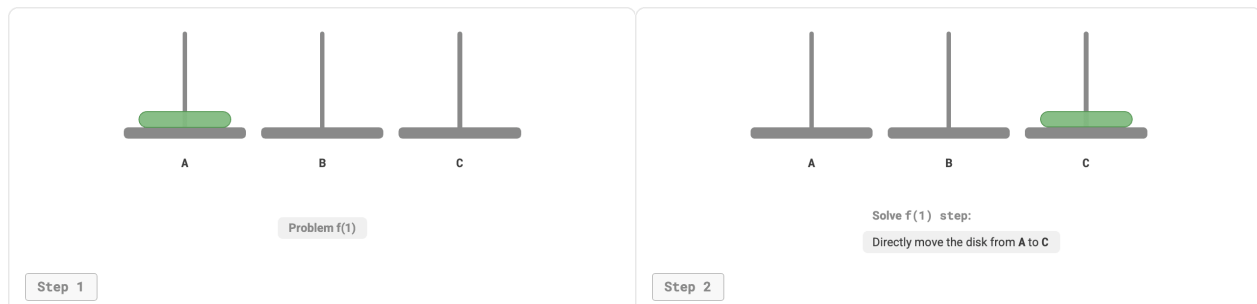 A B C
Problem f(1)
Step 1
A B C
Solve f(1) step:
Directly move the disk from A to C
Step 2